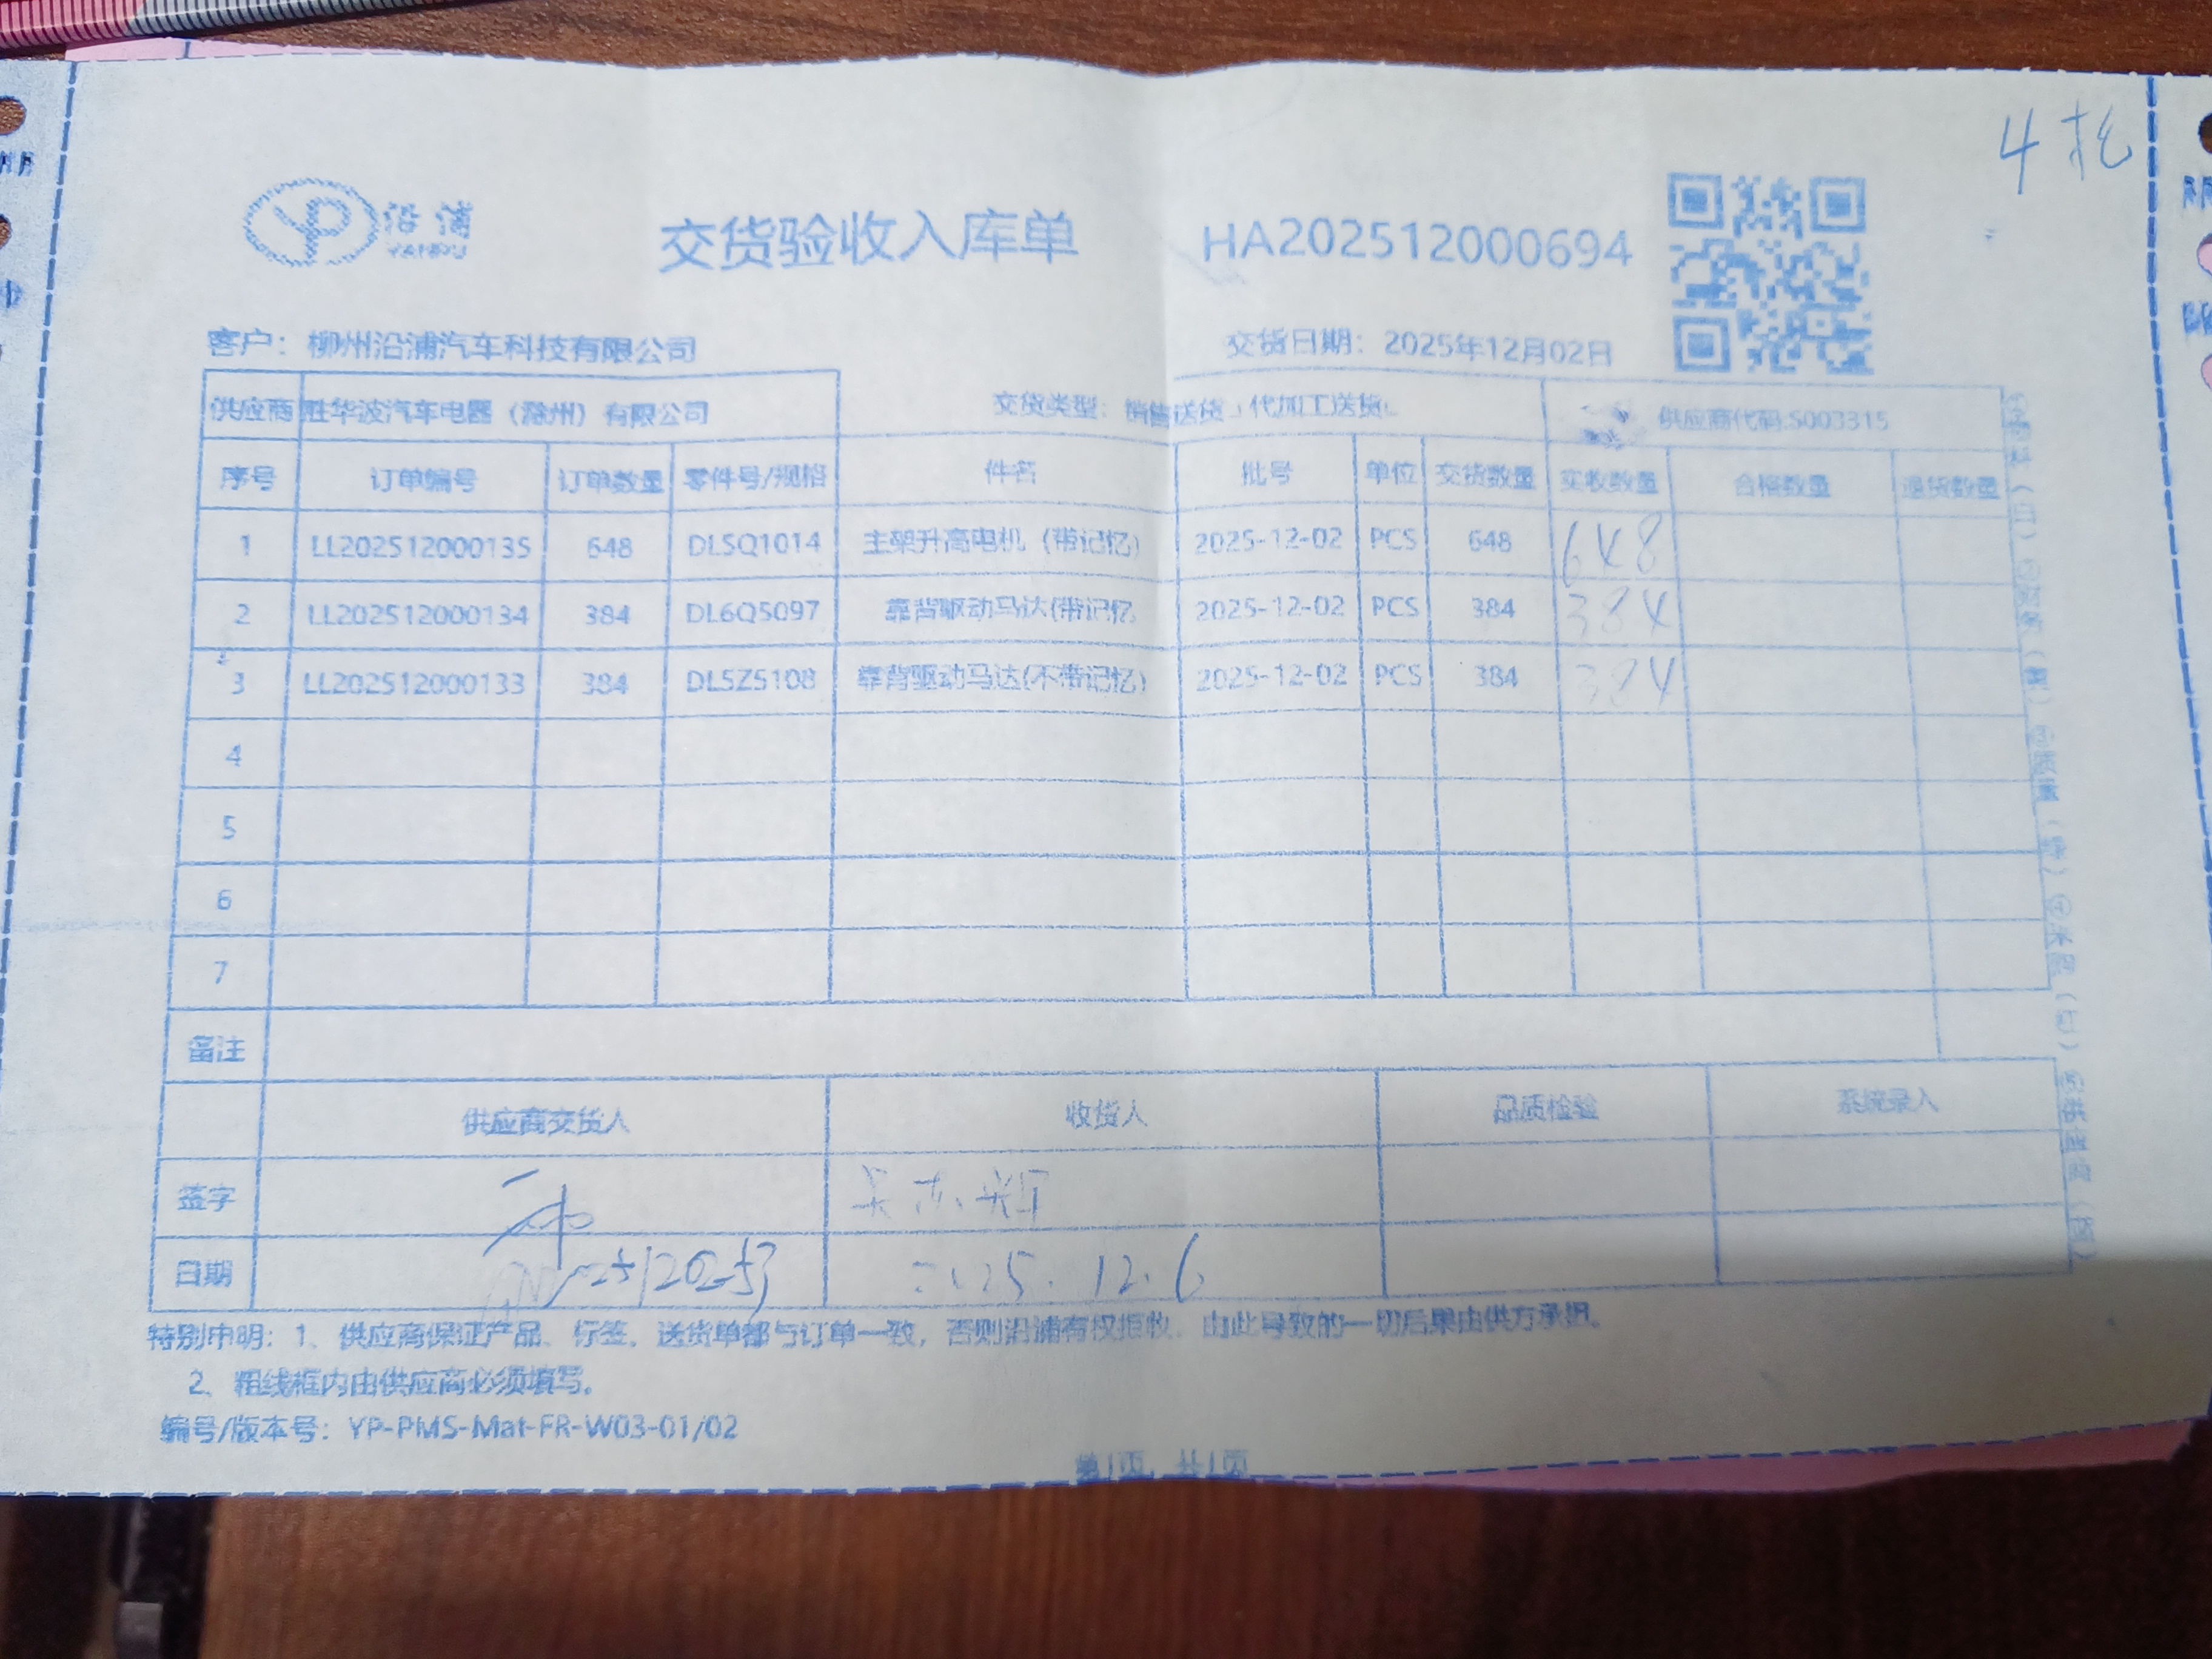 4托
沿浦
YANPU
交货验收入库单 HA202512000694
客户：柳州沿浦汽车科技有限公司 交货日期：2025年12月02日
供应商 胜华波汽车电器（滁州）有限公司 交货类型：销售送货 代加工送货 供应商代码:S003315
序号 订单编号 订单数量 零件号/规格 件名 批号 单位 交货数量 实收数量 合格数量 退货数量
1 LL202512000135 648 DL5Q1014 主架升高电机（带记忆） 2025-12-02 PCS 648 648
2 LL202512000134 384 DL6Q5097 靠背驱动马达(带记忆 2025-12-02 PCS 384 384
3 LL202512000133 384 DL5Z5108 靠背驱动马达(不带记忆) 2025-12-02 PCS 384 384
4
5
6
7
备注
供应商交货人 收货人 品质检验 系统录入
签字
日期 2025.12.6
特别申明：1、供应商保证产品、标签、送货单都与订单一致，否则沿浦有权拒收，由此导致的一切后果由供方承担。
2、粗线框内由供应商必须填写。
编号/版本号：YP-PMS-Mat-FR-W03-01/02
第1页，共1页